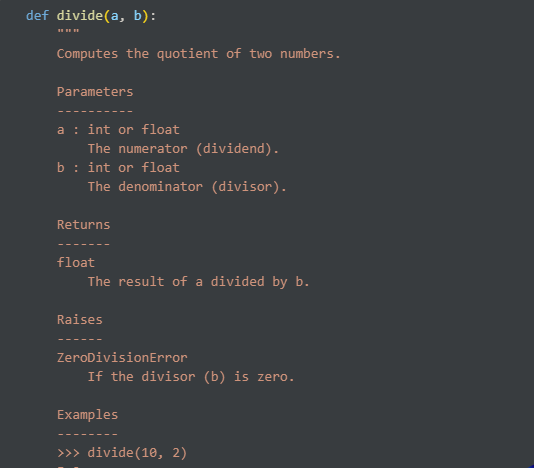 def divide(a, b):
"""
Computes the quotient of two numbers.
Parameters
----------
a : int or float
The numerator (dividend).
b : int or float
The denominator (divisor).
Returns
-------
float
The result of a divided by b.
Raises
------
ZeroDivisionError
If the divisor (b) is zero.
Examples
--------
>>> divide(10, 2)